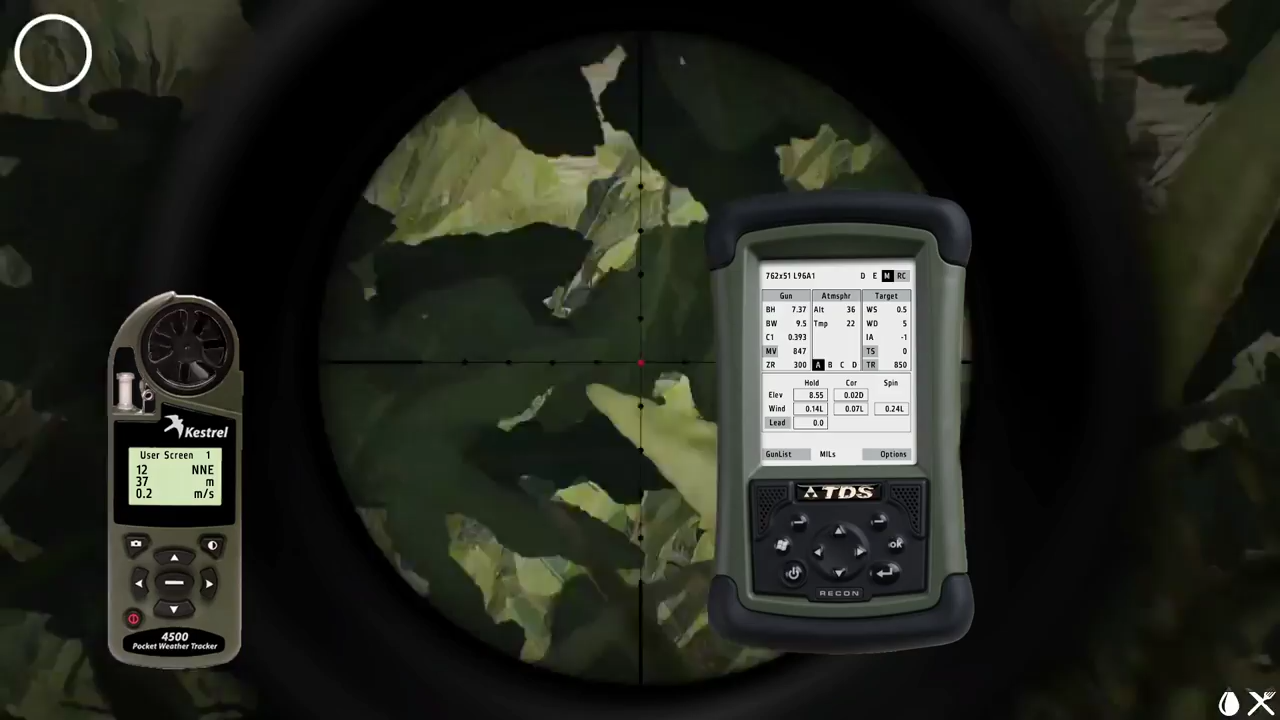 Kestrel
User Screen 1
12 NNE
37 m
0.2 m/s
4500
Pocket Weather Tracker
762x51 L96A1 D E M RC
Gun Atmsphr Target
BH 7.37 Alt 36 WS 0.5
BW 9.5 Tmp 22 WD 5
C1 0.393 IA -1
MV 847 TS 0
ZR 300 A B C D TR 850
Hold Cor Spin
Elev 8.55 0.02D
Wind 0.14L 0.07L 0.24L
Lead 0.0
GunList MILs Options
TDS
ok
RECON